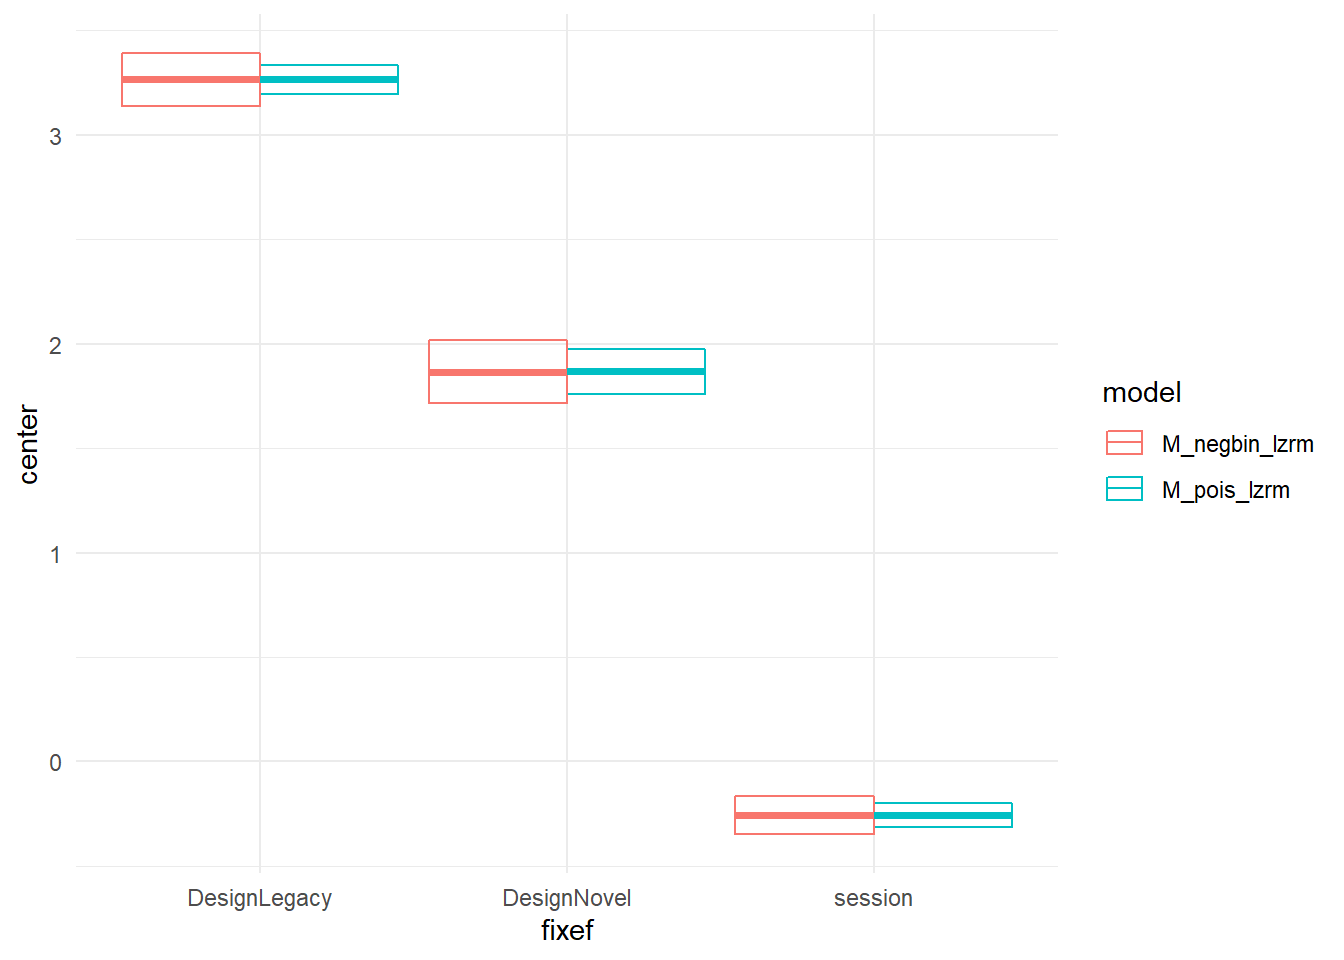 3
2
1
0
center
DesignLegacy
DesignNovel
session
fixef
model
M_negbin_lzrm
M_pois_lzrm